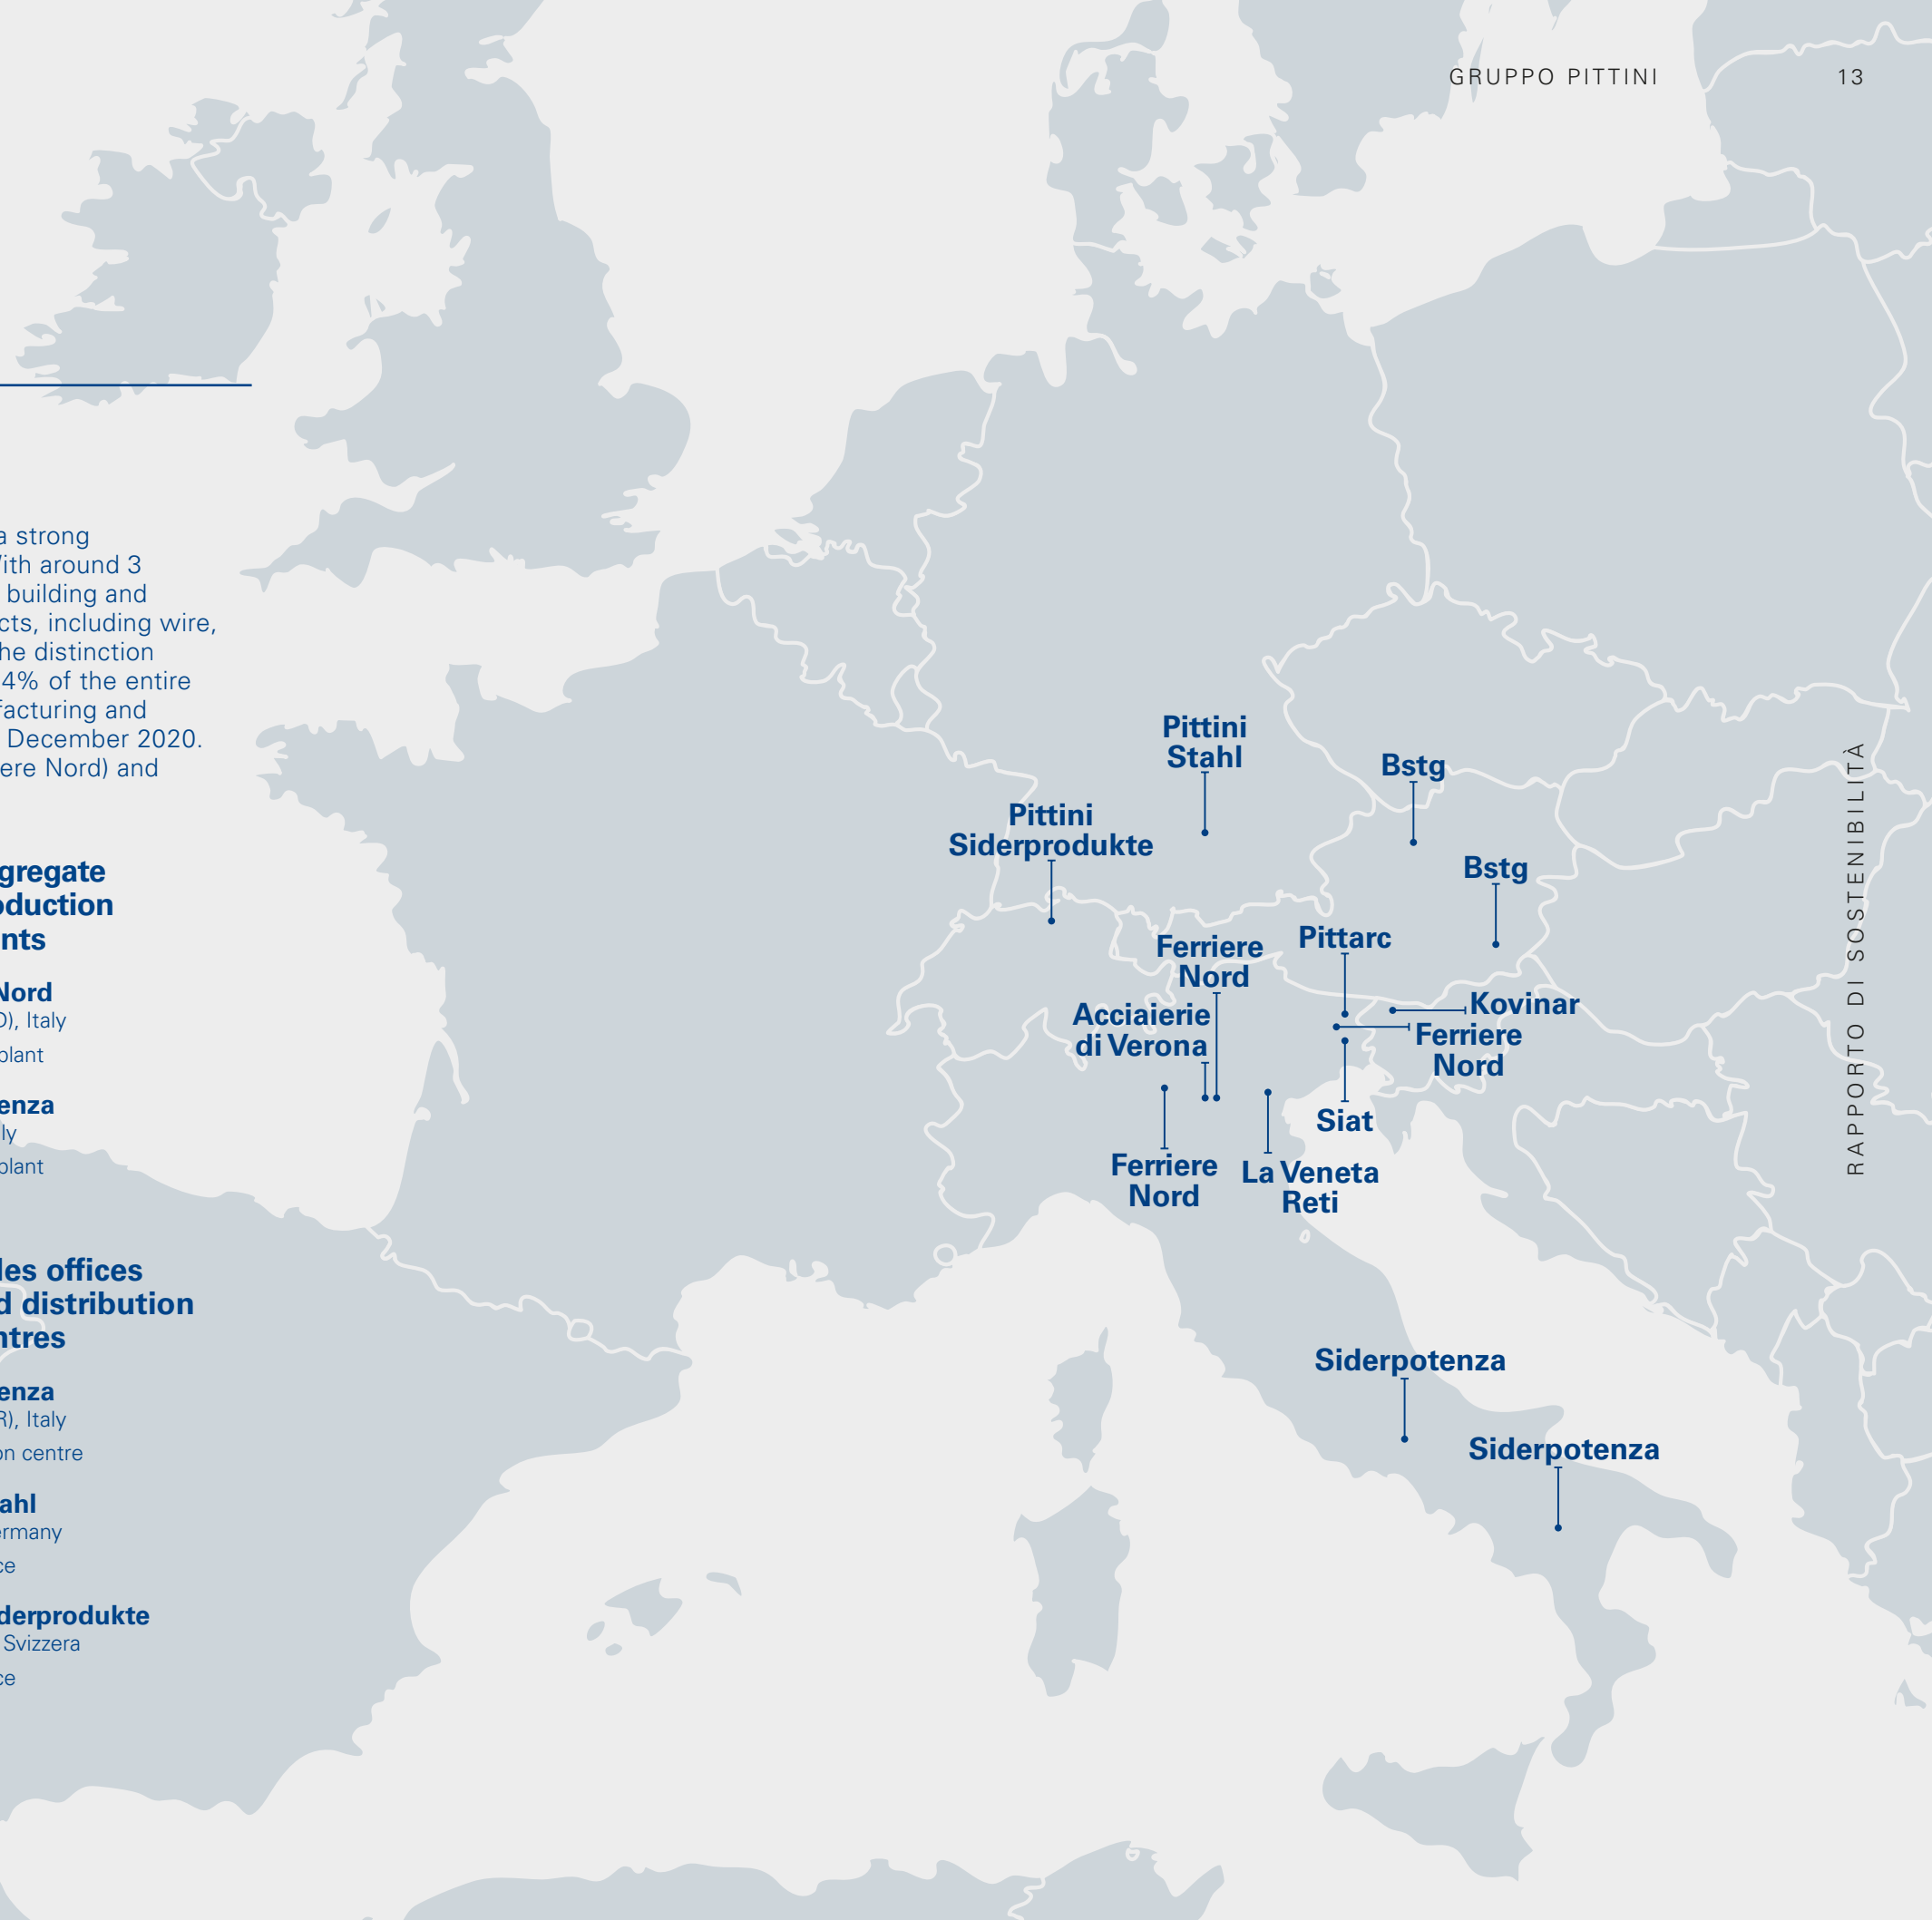 GRUPPO PITTINI
13
a strong
ith around 3
building and
cts, including wire,
he distinction
4% of the entire
facturing and
December 2020.
ere Nord) and
gregate
oduction
nts
Nord
), Italy
plant
enza
ly
plant
les offices
d distribution
ntres
enza
R), Italy
on centre
ahl
ermany
ce
derprodukte
Svizzera
ce
Pittini
Stahl
Bstg
Pittini
Siderprodukte
Bstg
Ferriere
Nord
Pittarc
Acciaierie
di Verona
Kovinar
Ferriere
Nord
Siat
Ferriere
Nord
La Veneta
Reti
Siderpotenza
Siderpotenza
RAPPORTO DI SOSTENIBILITÀ